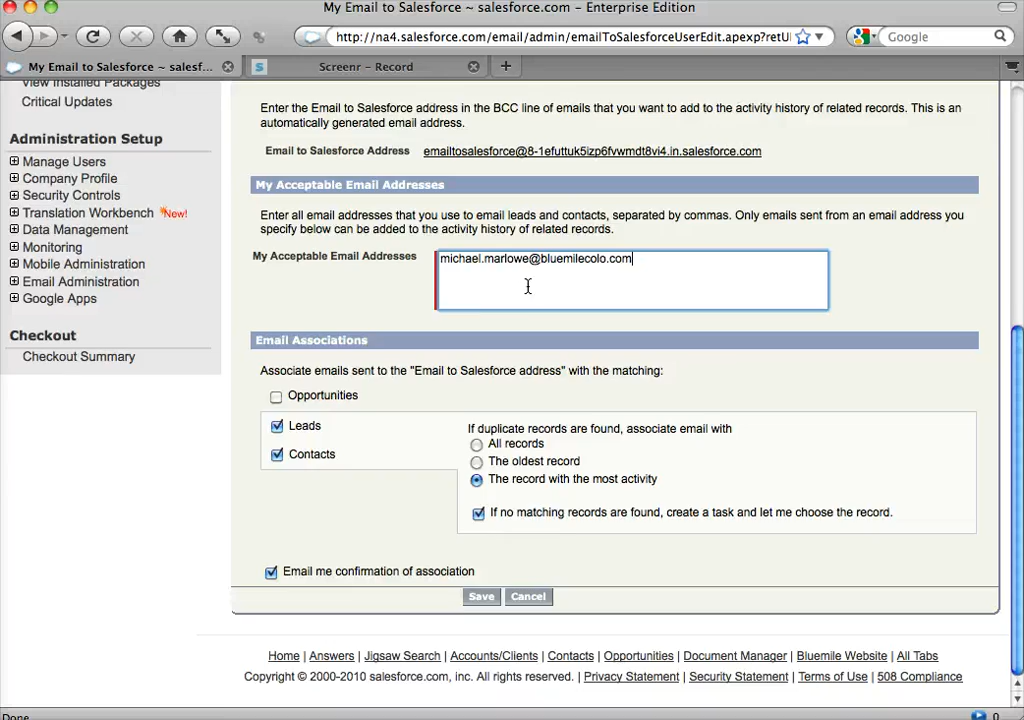 My Email to Salesforce ~ salesforce.com - Enterprise Edition
http://na4.salesforce.com/email/admin/emailToSalesforceUserEdit.apexp?retU
Google
My Email to Salesforce ~ salesf...
S
Screenr - Record
View Installed Packages
Critical Updates
Administration Setup
Manage Users
Company Profile
Security Controls
Translation Workbench New!
Data Management
Monitoring
Mobile Administration
Email Administration
Google Apps
Checkout
Checkout Summary
Enter the Email to Salesforce address in the BCC line of emails that you want to add to the activity history of related records. This is an
automatically generated email address.
Email to Salesforce Address emailtosalesforce@8-1efuttuk5izp6fvwmdt8vi4.in.salesforce.com
My Acceptable Email Addresses
Enter all email addresses that you use to email leads and contacts, separated by commas. Only emails sent from an email address you
specify below can be added to the activity history of related records.
My Acceptable Email Addresses michael.marlowe@bluemilecolo.com
Email Associations
Associate emails sent to the "Email to Salesforce address" with the matching:
Opportunities
Leads
Contacts
If duplicate records are found, associate email with
All records
The oldest record
The record with the most activity
If no matching records are found, create a task and let me choose the record.
Email me confirmation of association
Save Cancel
Home | Answers | Jigsaw Search | Accounts/Clients | Contacts | Opportunities | Document Manager | Bluemile Website | All Tabs
Copyright © 2000-2010 salesforce.com, inc. All rights reserved. | Privacy Statement | Security Statement | Terms of Use | 508 Compliance
Done
0